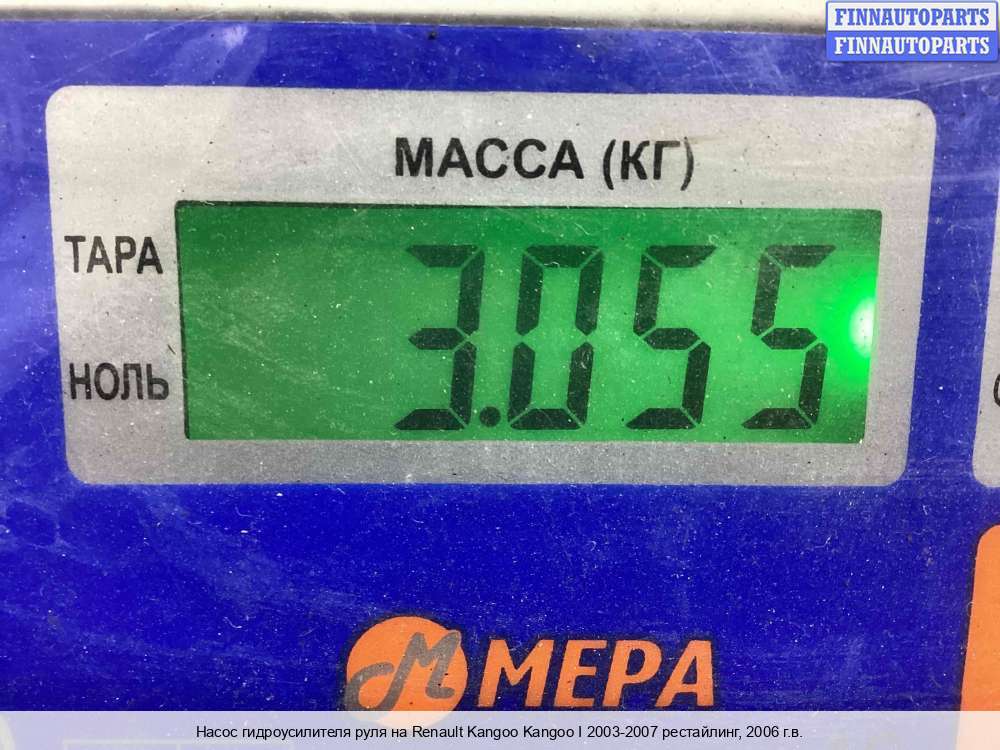 FINNAUTOPARTS
FINNAUTOPARTS
МАССА (КГ)
ТАРА
3.055
НОЛЬ
МЕРА
Насос гидроусилителя руля на Renault Kangoo Kangoo I 2003-2007 рестайлинг, 2006 г.в.